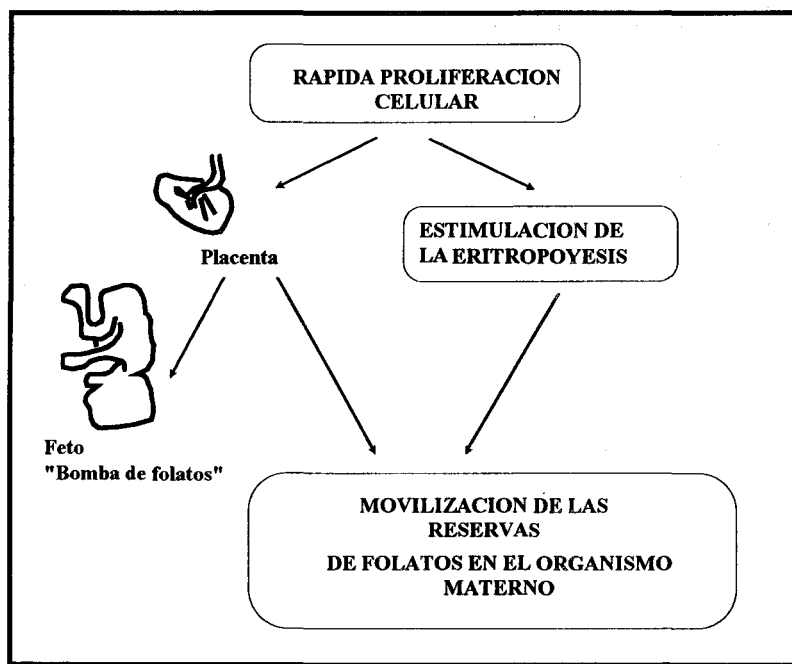 RAPIDA PROLIFERACION
CELULAR
Placenta
ESTIMULACION DE
LA ERITROPOYESIS
Feto
"Bomba de folatos"
MOVILIZACION DE LAS
RESERVAS
DE FOLATOS EN EL ORGANISMO
MATERNO